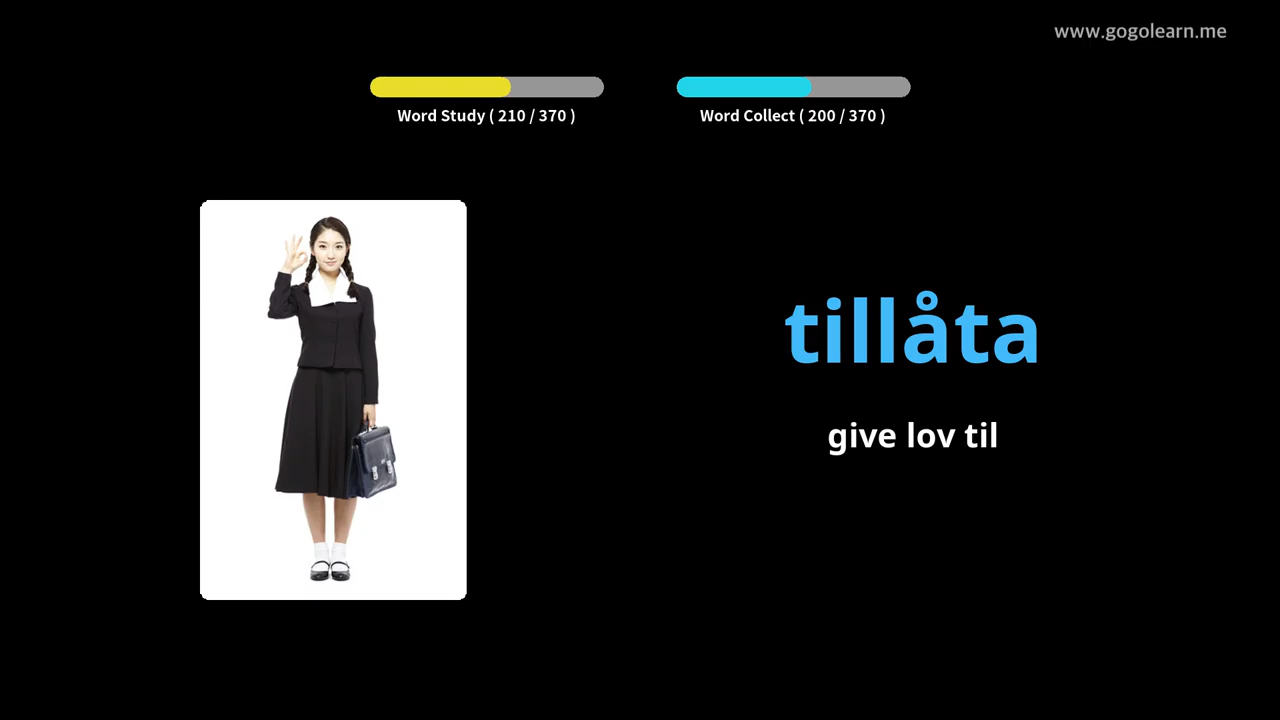 www.gogolearn.me
Word Study ( 210 / 370 )
Word Collect ( 200 / 370 )
tillåta
give lov til